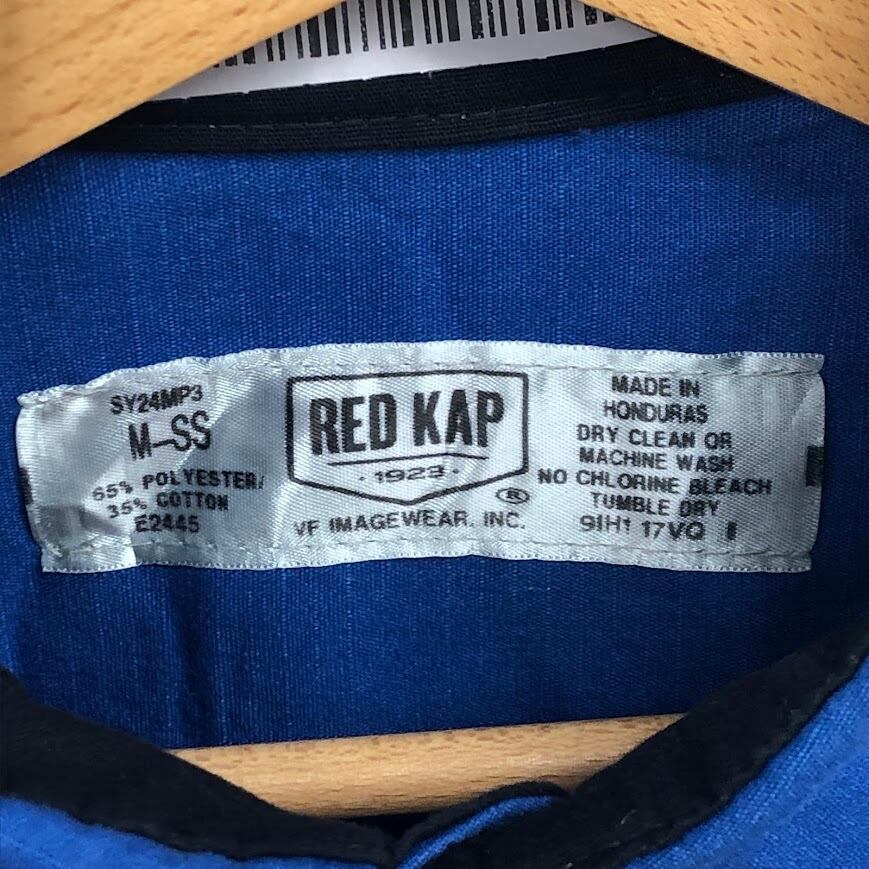 SY24MP3
M-SS
65% POLYESTER/
35% COTTON
E2445
RED KAP
· 1923 ·
®
VF IMAGEWEAR, INC.
MADE IN
HONDURAS
DRY CLEAN OR
MACHINE WASH
NO CHLORINE BLEACH
TUMBLE DRY
9IH1 17VQ